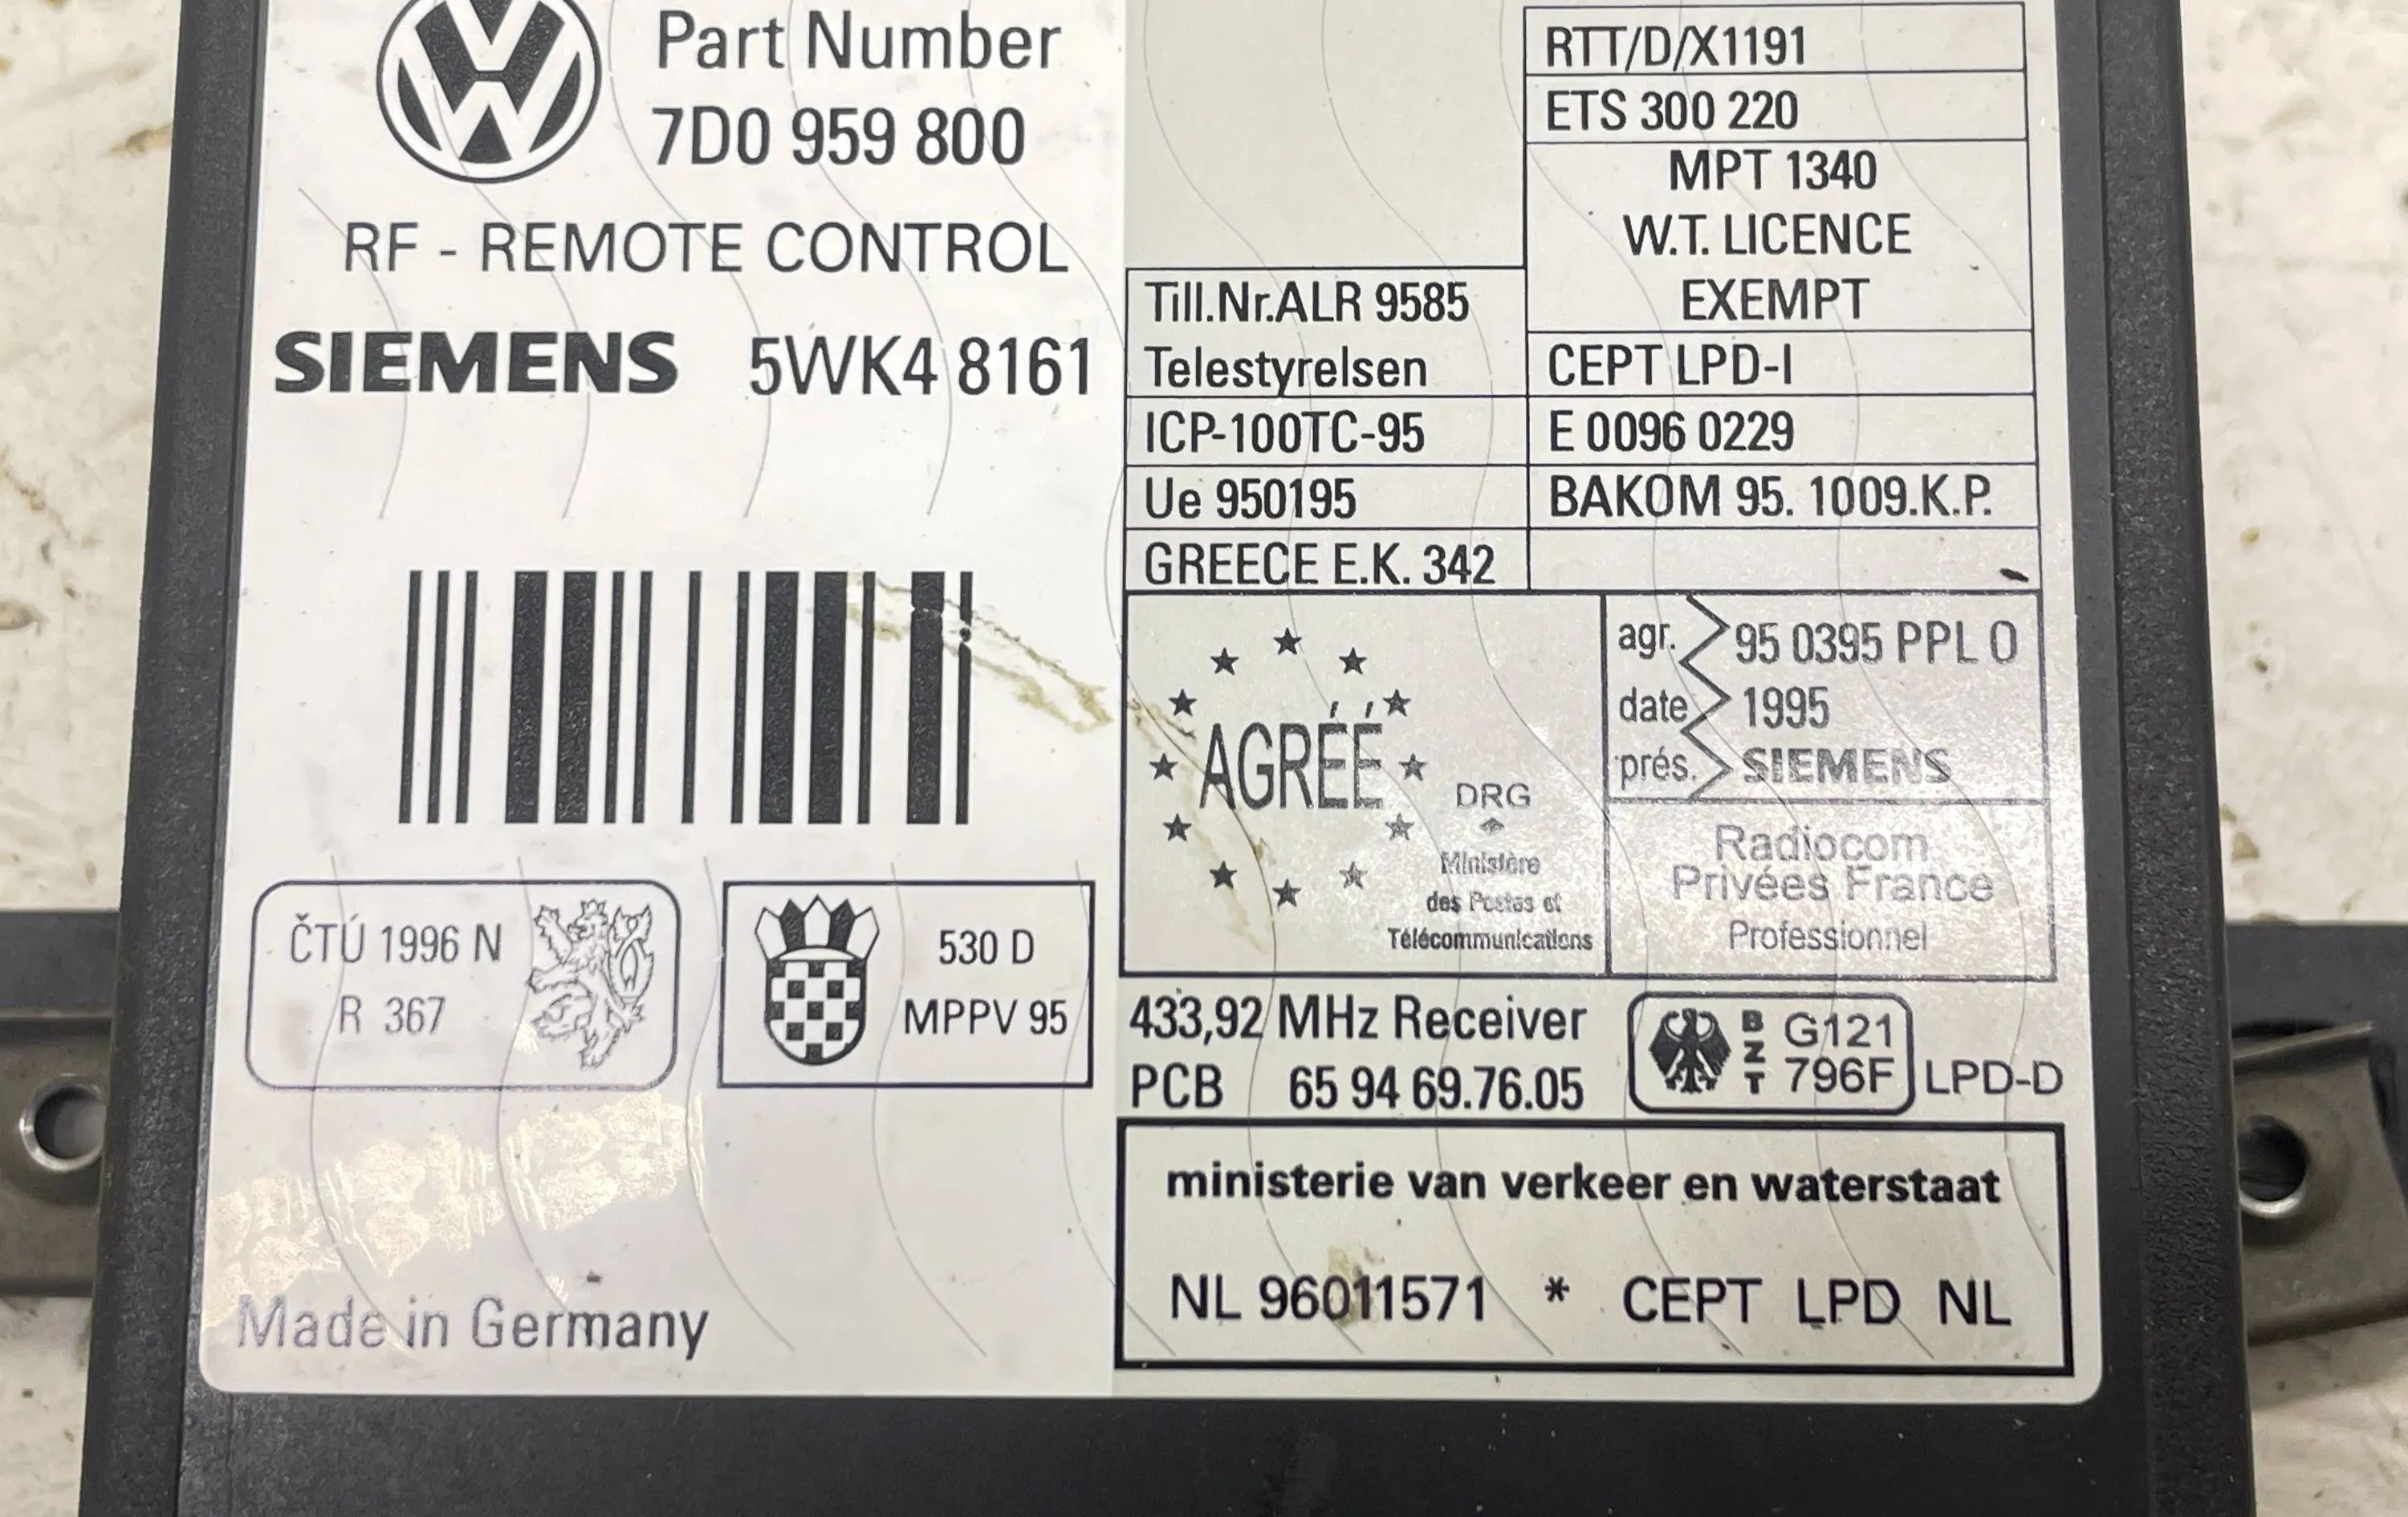 Part Number
7D0 959 800
RF - REMOTE CONTROL
SIEMENS 5WK4 8161
ČTÚ 1996 N
R 367
530 D
MPPV 95
Made in Germany
RTT/D/X1191
ETS 300 220
MPT 1340
W.T. LICENCE
EXEMPT
Till.Nr.ALR 9585
Telestyrelsen
CEPT LPD-I
ICP-100TC-95
E 0096 0229
Ue 950195
BAKOM 95. 1009.K.P.
GREECE E.K. 342
AGRÉÉ
DRG
Ministère
des Postes et
Télécommunications
agr. 95 0395 PPL 0
date 1995
prés. SIEMENS
Radiocom
Privées France
Professionnel
433,92 MHz Receiver
PCB 65 94 69.76.05
BZT
G121
796F
LPD-D
ministerie van verkeer en waterstaat
NL 96011571 * CEPT LPD NL